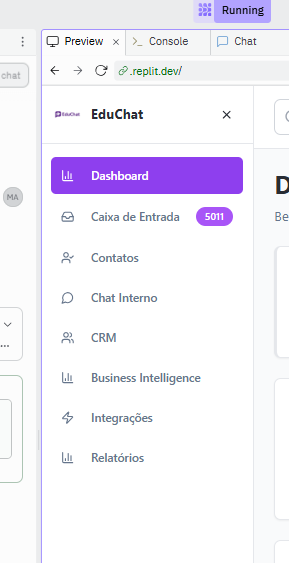 Running
Preview
Console
Chat
chat
.replit.dev/
EduChat
EduChat
Dashboard
MA
Caixa de Entrada
5011
Contatos
Chat Interno
CRM
Business Intelligence
Integrações
Relatórios